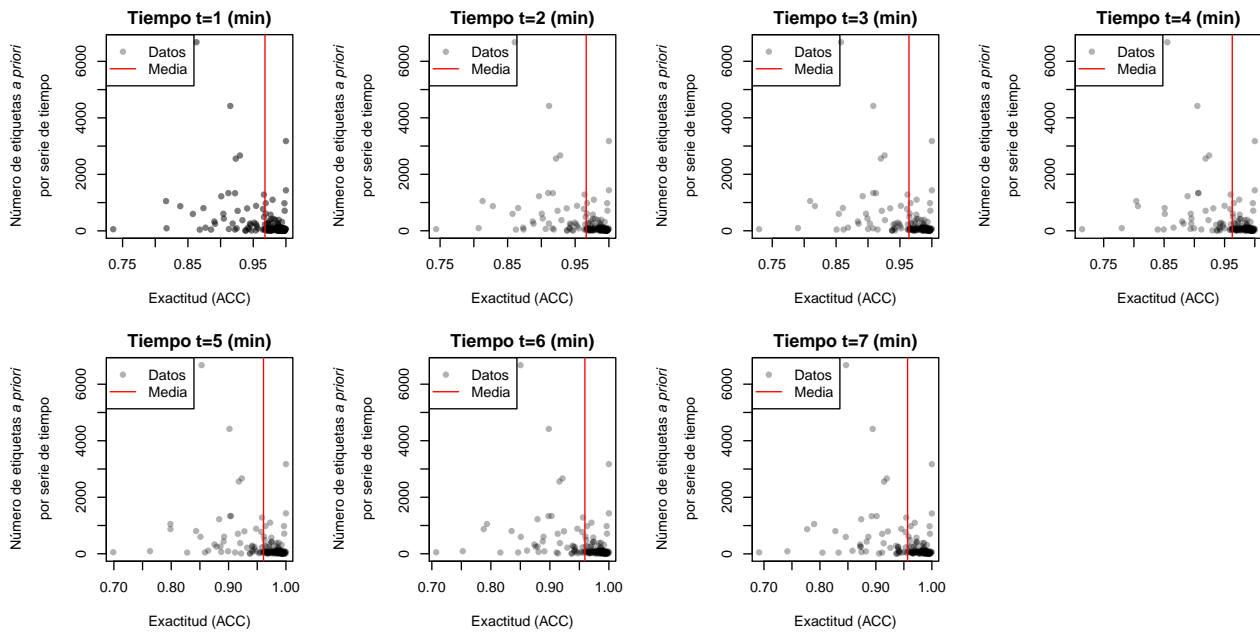 Tiempo t=1 (min)
Número de etiquetas a priori
por serie de tiempo
6000
4000
2000
0
Datos
Media
0.75
0.85
0.95
Exactitud (ACC)
Tiempo t=2 (min)
Número de etiquetas a priori
por serie de tiempo
6000
4000
2000
0
Datos
Media
0.75
0.85
0.95
Exactitud (ACC)
Tiempo t=3 (min)
Número de etiquetas a priori
por serie de tiempo
6000
4000
2000
0
Datos
Media
0.75
0.85
0.95
Exactitud (ACC)
Tiempo t=4 (min)
Número de etiquetas a priori
por serie de tiempo
6000
4000
2000
0
Datos
Media
0.75
0.85
0.95
Exactitud (ACC)
Tiempo t=5 (min)
Número de etiquetas a priori
por serie de tiempo
6000
4000
2000
0
Datos
Media
0.70
0.80
0.90
1.00
Exactitud (ACC)
Tiempo t=6 (min)
Número de etiquetas a priori
por serie de tiempo
6000
4000
2000
0
Datos
Media
0.70
0.80
0.90
1.00
Exactitud (ACC)
Tiempo t=7 (min)
Número de etiquetas a priori
por serie de tiempo
6000
4000
2000
0
Datos
Media
0.70
0.80
0.90
1.00
Exactitud (ACC)